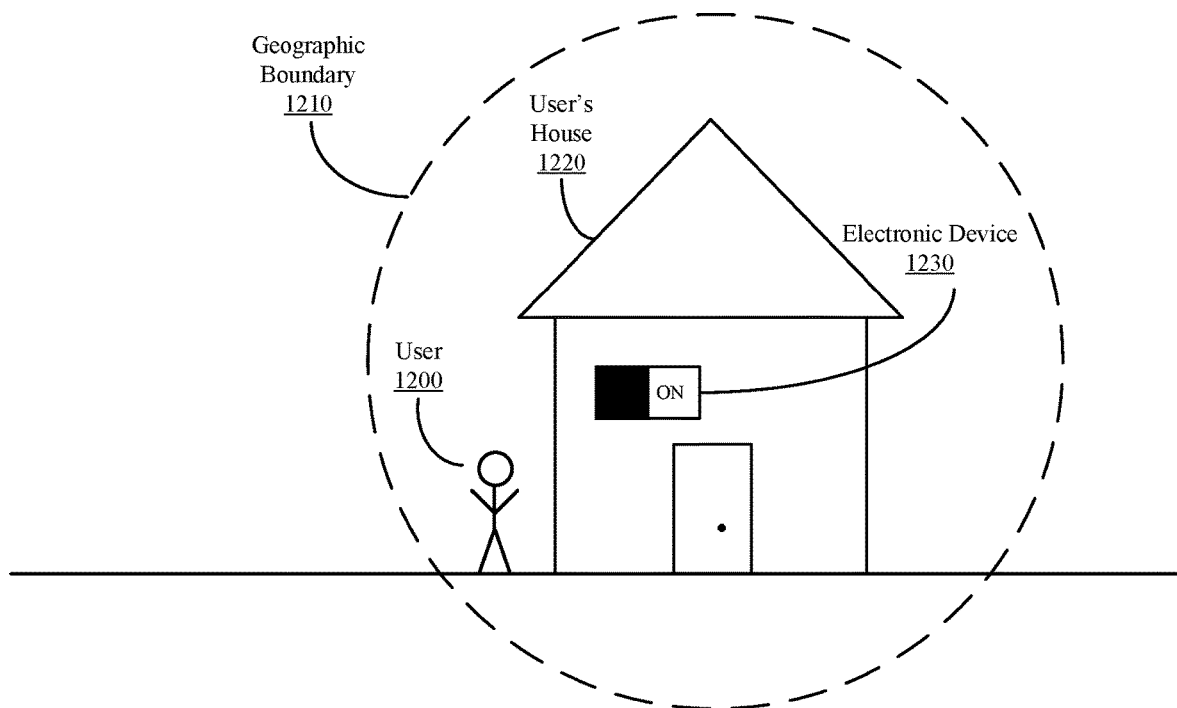 Geographic
Boundary
1210
User's
House
1220
Electronic Device
1230
User
1200
ON